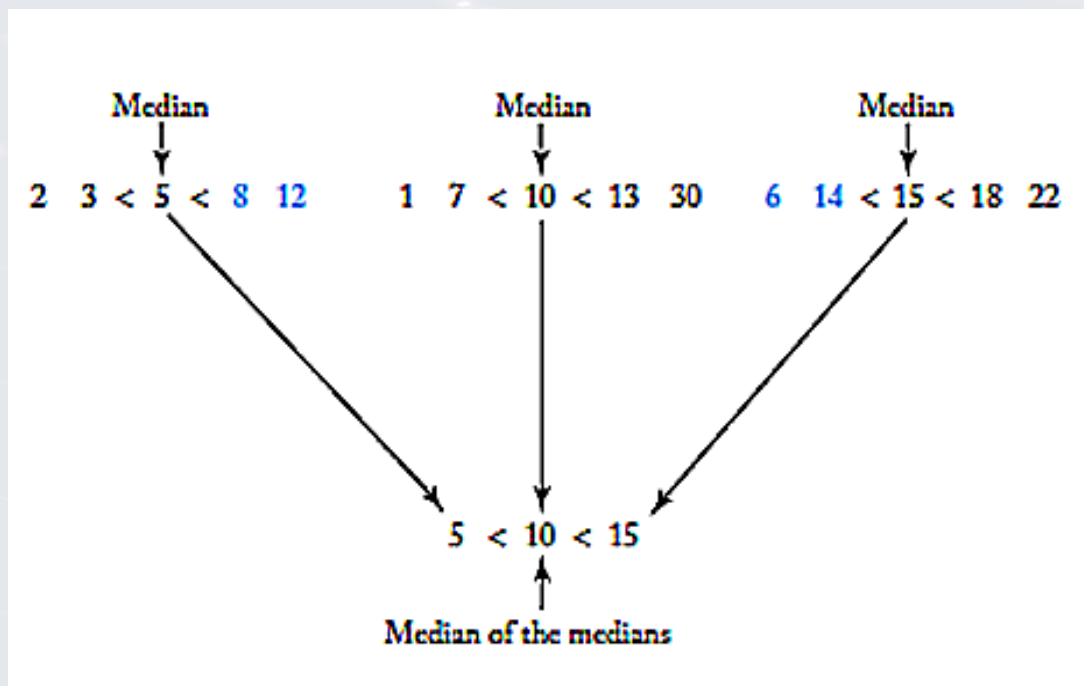 Median Median Median
2 3 < 5 < 8 12 1 7 < 10 < 13 30 6 14 < 15 < 18 22
5 < 10 < 15
Median of the medians